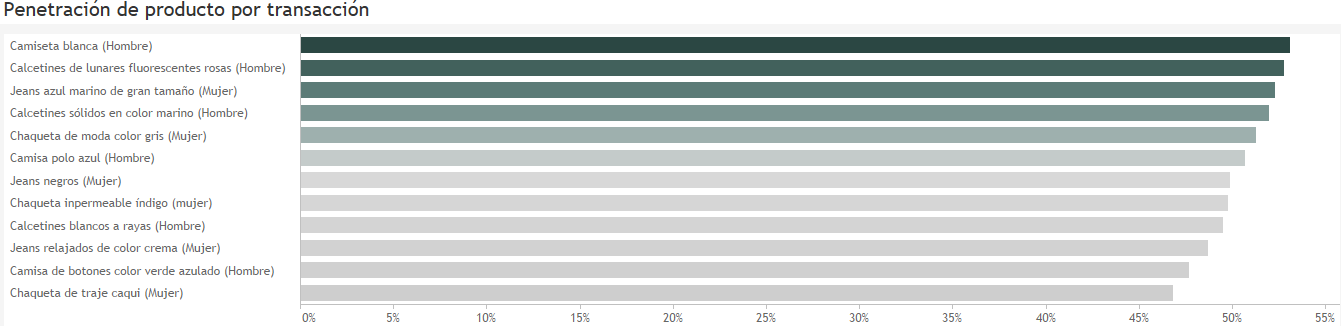 Penetración de producto por transacción
Camiseta blanca (Hombre)
Calcetines de lunares fluorescentes rosas (Hombre)
Jeans azul marino de gran tamaño (Mujer)
Calcetines sólidos en color marino (Hombre)
Chaqueta de moda color gris (Mujer)
Camisa polo azul (Hombre)
Jeans negros (Mujer)
Chaqueta inpermeable índigo (mujer)
Calcetines blancos a rayas (Hombre)
Jeans relajados de color crema (Mujer)
Camisa de botones color verde azulado (Hombre)
Chaqueta de traje caqui (Mujer)
0% 5% 10% 15% 20% 25% 30% 35% 40% 45% 50% 55%